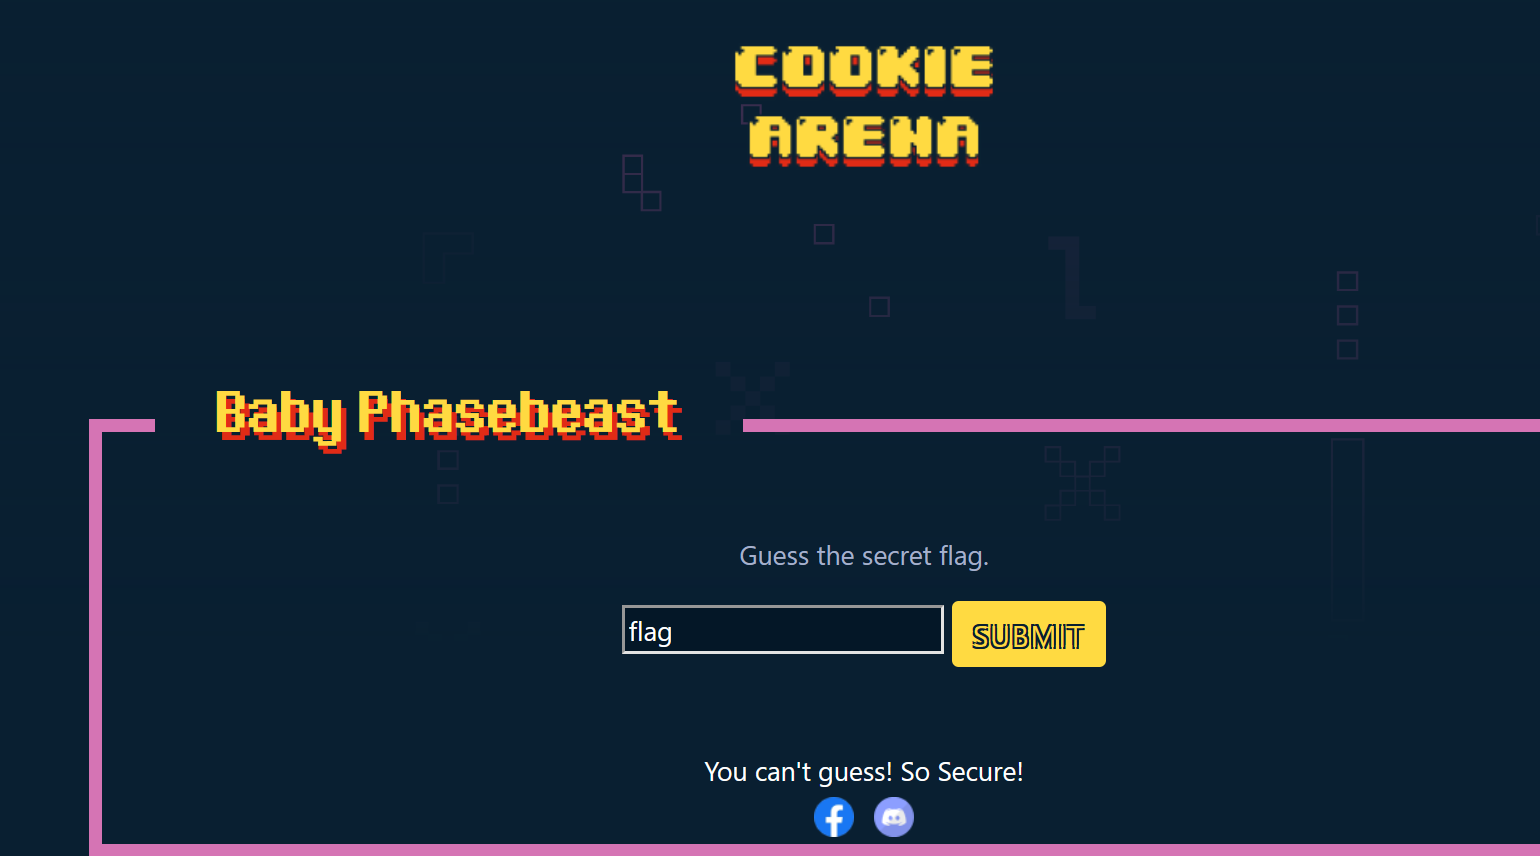 COOKIE
ARENA
Baby Phasebeast
Guess the secret flag.
flag
SUBMIT
You can't guess! So Secure!